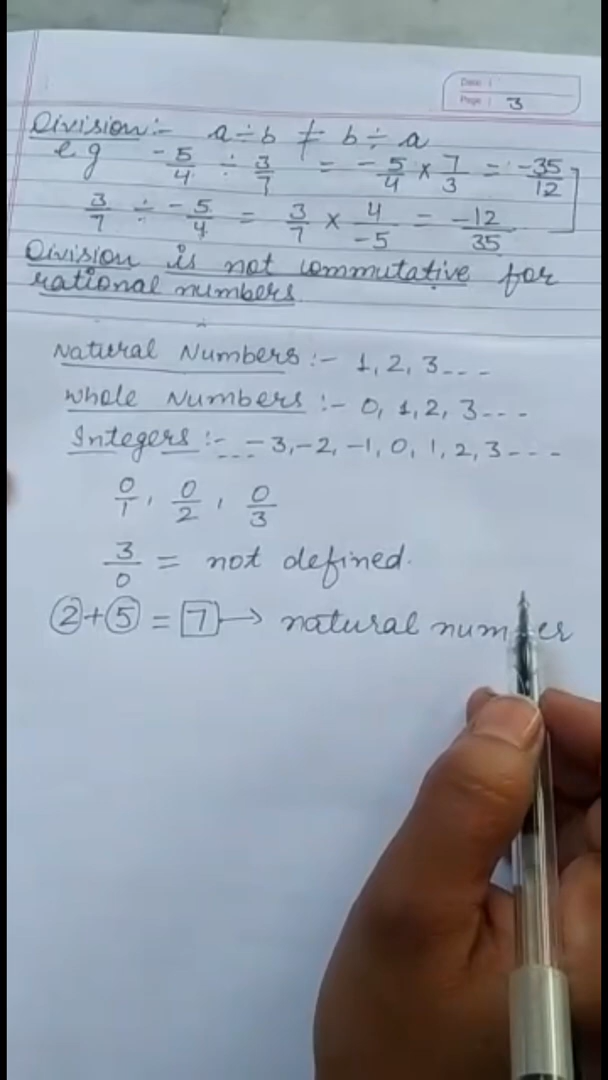 Date :
Page : 3
Division :- a ÷ b ≠ b ÷ a
eg -5/4 ÷ 3/7 = -5/4 × 7/3 = -35/12
3/7 ÷ -5/4 = 3/7 × 4/-5 = -12/35
Division is not commutative for
rational numbers
Natural Numbers :- 1, 2, 3---
Whole Numbers :- 0, 1, 2, 3---
Integers :- ---3, -2, -1, 0, 1, 2, 3---
0/1, 0/2, 0/3
3/0 = not defined.
2 + 5 = 7 → natural number